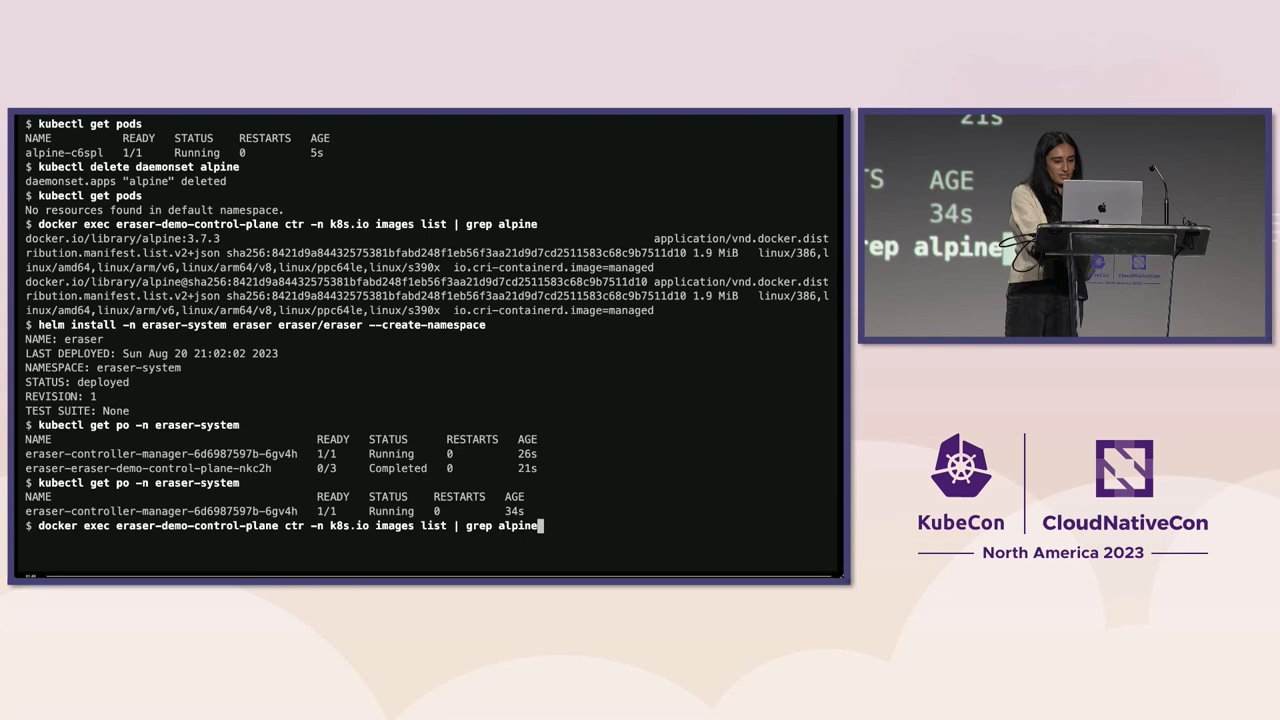 $ kubectl get pods
NAME READY STATUS RESTARTS AGE
alpine-c6spl 1/1 Running 0 5s
$ kubectl delete daemonset alpine
daemonset.apps "alpine" deleted
$ kubectl get pods
No resources found in default namespace.
$ docker exec eraser-demo-control-plane ctr -n k8s.io images list | grep alpine
docker.io/library/alpine:3.7.3 application/vnd.docker.dist
ribution.manifest.list.v2+json sha256:8421d9a84432575381bfabd248f1eb56f3aa21d9d7cd2511583c68c9b7511d10 1.9 MiB linux/386,l
inux/amd64,linux/arm/v6,linux/arm64/v8,linux/ppc64le,linux/s390x io.cri-containerd.image=managed
docker.io/library/alpine@sha256:8421d9a84432575381bfabd248f1eb56f3aa21d9d7cd2511583c68c9b7511d10 application/vnd.docker.dist
ribution.manifest.list.v2+json sha256:8421d9a84432575381bfabd248f1eb56f3aa21d9d7cd2511583c68c9b7511d10 1.9 MiB linux/386,l
inux/amd64,linux/arm/v6,linux/arm64/v8,linux/ppc64le,linux/s390x io.cri-containerd.image=managed
$ helm install -n eraser-system eraser eraser/eraser --create-namespace
NAME: eraser
LAST DEPLOYED: Sun Aug 20 21:02:02 2023
NAMESPACE: eraser-system
STATUS: deployed
REVISION: 1
TEST SUITE: None
$ kubectl get po -n eraser-system
NAME READY STATUS RESTARTS AGE
eraser-controller-manager-6d6987597b-6gv4h 1/1 Running 0 26s
eraser-eraser-demo-control-plane-nkc2h 0/3 Completed 0 21s
$ kubectl get po -n eraser-system
NAME READY STATUS RESTARTS AGE
eraser-controller-manager-6d6987597b-6gv4h 1/1 Running 0 34s
$ docker exec eraser-demo-control-plane ctr -n k8s.io images list | grep alpine
21s
TS AGE
34s
rep alpine
KubeCon CloudNativeCon
KubeCon CloudNativeCon
North America 2023